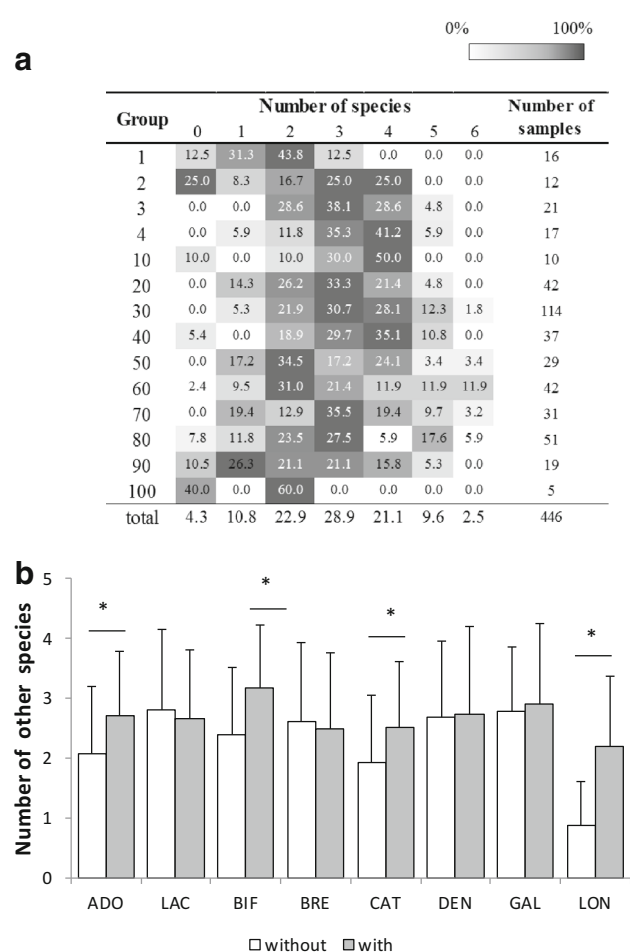 0% 100%
a
Group Number of species Number of samples
0 1 2 3 4 5 6
1 12.5 31.3 43.8 12.5 0.0 0.0 0.0 16
2 25.0 8.3 16.7 25.0 25.0 0.0 0.0 12
3 0.0 0.0 28.6 38.1 28.6 4.8 0.0 21
4 0.0 5.9 11.8 35.3 41.2 5.9 0.0 17
10 10.0 0.0 10.0 30.0 50.0 0.0 0.0 10
20 0.0 14.3 26.2 33.3 21.4 4.8 0.0 42
30 0.0 5.3 21.9 30.7 28.1 12.3 1.8 114
40 5.4 0.0 18.9 29.7 35.1 10.8 0.0 37
50 0.0 17.2 34.5 17.2 24.1 3.4 3.4 29
60 2.4 9.5 31.0 21.4 11.9 11.9 11.9 42
70 0.0 19.4 12.9 35.5 19.4 9.7 3.2 31
80 7.8 11.8 23.5 27.5 5.9 17.6 5.9 51
90 10.5 26.3 21.1 21.1 15.8 5.3 0.0 19
100 40.0 0.0 60.0 0.0 0.0 0.0 0.0 5
total 4.3 10.8 22.9 28.9 21.1 9.6 2.5 446
b
Number of other species
5
4
3
2
1
0
* * * *
ADO LAC BIF BRE CAT DEN GAL LON
without with